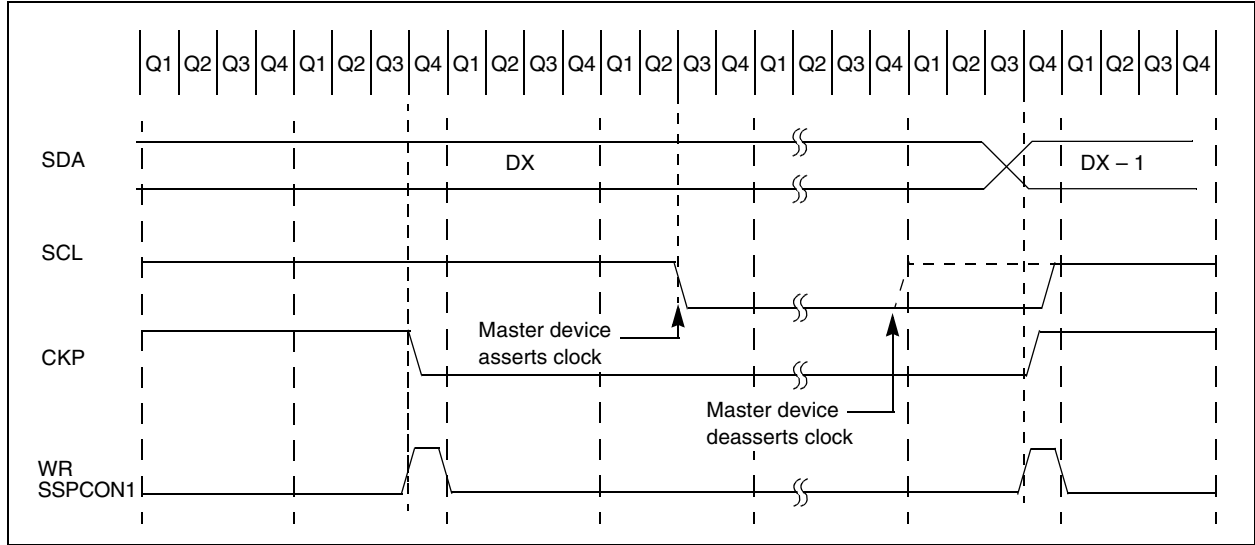 Q1 Q2 Q3 Q4 Q1 Q2 Q3 Q4 Q1 Q2 Q3 Q4 Q1 Q2 Q3 Q4 Q1 Q2 Q3 Q4 Q1 Q2 Q3 Q4 Q1 Q2 Q3 Q4
SDA
DX
DX – 1
SCL
Master device
asserts clock
CKP
Master device
deasserts clock
WR
SSPCON1